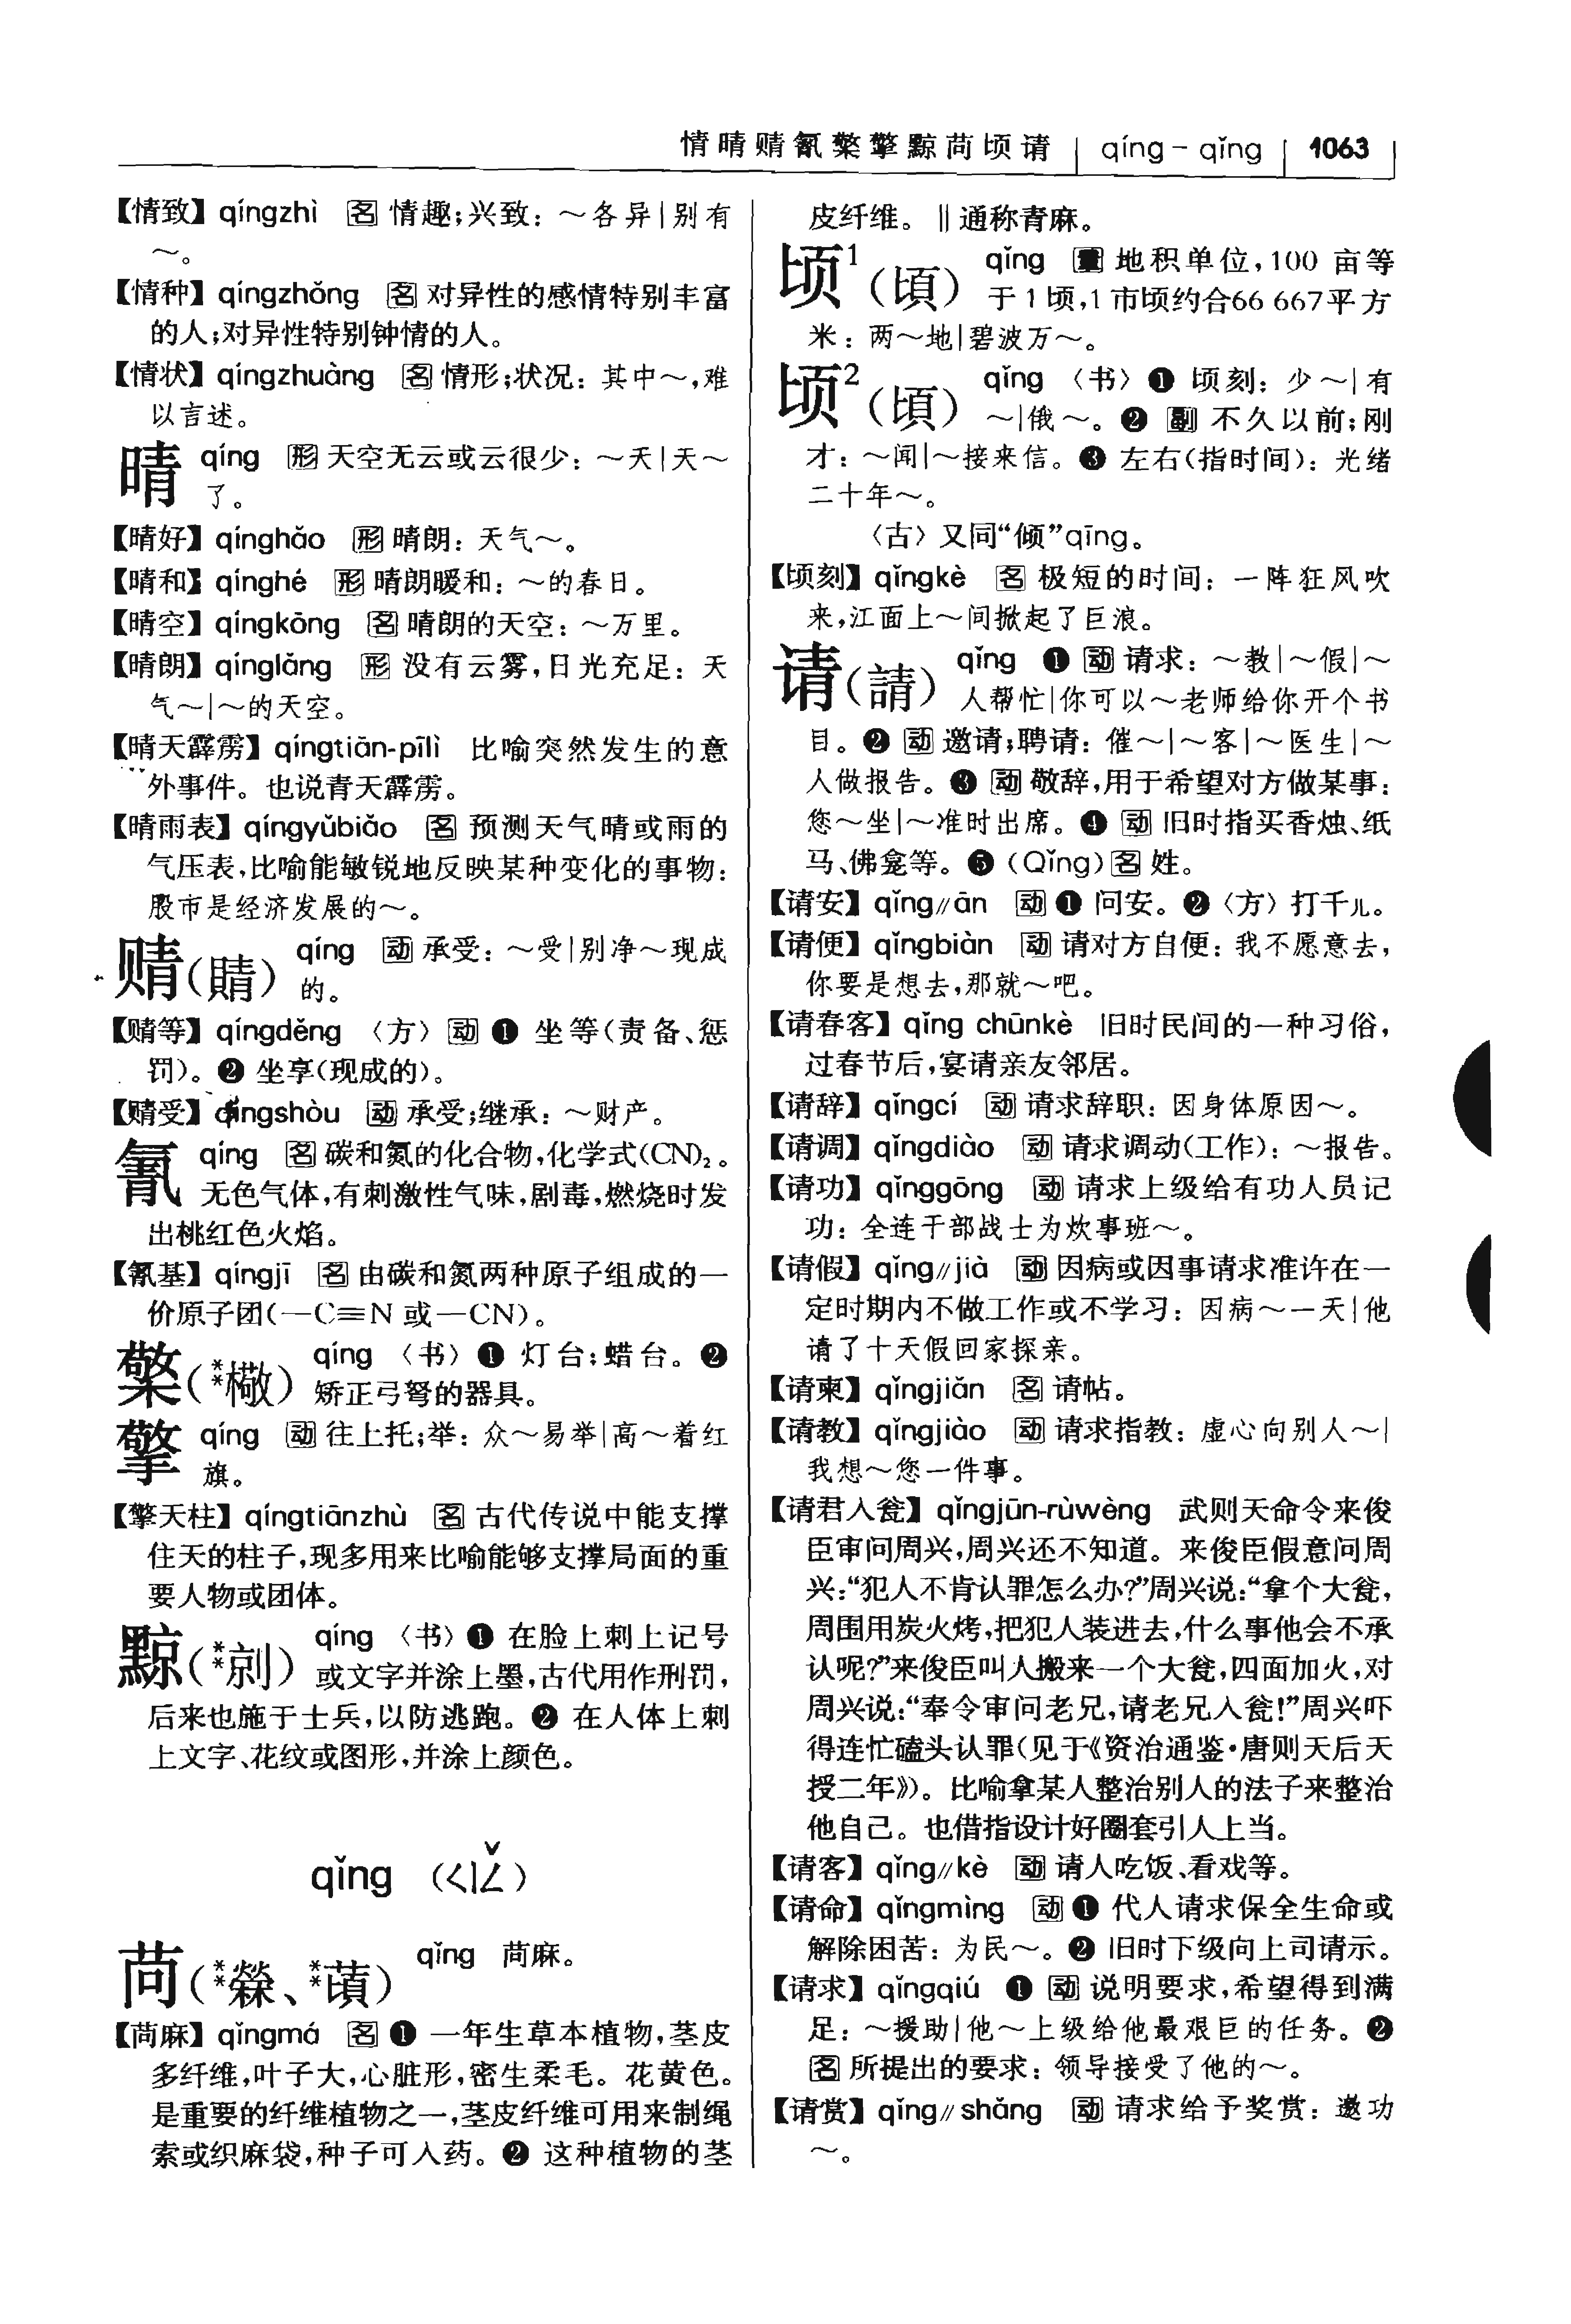 情晴䞍氰檠擎黥苘顷请 qíng－qǐng 1063
【情致】qíngzhì 名 情趣;兴致：～各异|别有
～。
【情种】qíngzhǒng 名 对异性的感情特别丰富
的人;对异性特别钟情的人。
【情状】qíngzhuàng 名 情形;状况：其中～,难
以言述。
晴 qíng 形 天空无云或云很少：～天|天～
了。
【晴好】qínghǎo 形 晴朗：天气～。
【晴和】qínghé 形 晴朗暖和：～的春日。
【晴空】qíngkōng 名 晴朗的天空：～万里。
【晴朗】qínglǎng 形 没有云雾,日光充足：天
气～|～的天空。
【晴天霹雳】qíngtiān-pīlì 比喻突然发生的意
外事件。也说青天霹雳。
【晴雨表】qíngyǔbiǎo 名 预测天气晴或雨的
气压表,比喻能敏锐地反映某种变化的事物：
股市是经济发展的～。
䞍(賵) qíng 动 承受：～受|别净～现成
的。
【䞍等】qíngděng 〈方〉动 ❶ 坐等(责备、惩
罚)。❷ 坐享(现成的)。
【䞍受】qíngshòu 动 承受;继承：～财产。
氰 qíng 名 碳和氮的化合物,化学式(CN)₂。
无色气体,有刺激性气味,剧毒,燃烧时发
出桃红色火焰。
【氰基】qíngjī 名 由碳和氮两种原子组成的一
价原子团(—C≡N 或—CN)。
檠(**橄) qíng 〈书〉❶ 灯台;蜡台。❷
矫正弓弩的器具。
擎 qíng 动 往上托;举：众～易举|高～着红
旗。
【擎天柱】qíngtiānzhù 名 古代传说中能支撑
住天的柱子,现多用来比喻能够支撑局面的重
要人物或团体。
黥(**剠) qíng 〈书〉❶ 在脸上刺上记号
或文字并涂上墨,古代用作刑罚,
后来也施于士兵,以防逃跑。❷ 在人体上刺
上文字、花纹或图形,并涂上颜色。
qǐng (ㄑㄧㄥˇ)
苘(**檾、**䔛) qǐng 苘麻。
【苘麻】qǐngmá 名 ❶ 一年生草本植物,茎皮
多纤维,叶子大,心脏形,密生柔毛。花黄色。
是重要的纤维植物之一,茎皮纤维可用来制绳
索或织麻袋,种子可入药。❷ 这种植物的茎
皮纤维。‖通称青麻。
顷¹(頃) qǐng 量 地积单位,100 亩等
于 1 顷,1 市顷约合66 667平方
米：两～地|碧波万～。
顷²(頃) qǐng 〈书〉❶ 顷刻：少～|有
～|俄～。❷ 副 不久以前;刚
才：～闻|～接来信。❸ 左右(指时间)：光绪
二十年～。
〈古〉又同“倾”qīng。
【顷刻】qǐngkè 名 极短的时间：一阵狂风吹
来,江面上～间掀起了巨浪。
请(請) qǐng ❶ 动 请求：～教|～假|～
人帮忙|你可以～老师给你开个书
目。❷ 动 邀请;聘请：催～|～客|～医生|～
人做报告。❸ 动 敬辞,用于希望对方做某事：
您～坐|～准时出席。❹ 动 旧时指买香烛、纸
马、佛龛等。❺ (Qǐng)名 姓。
【请安】qǐng//ān 动 ❶ 问安。❷〈方〉打千儿。
【请便】qǐngbiàn 动 请对方自便：我不愿意去,
你要是想去,那就～吧。
【请春客】qǐng chūnkè 旧时民间的一种习俗,
过春节后,宴请亲友邻居。
【请辞】qǐngcí 动 请求辞职：因身体原因～。
【请调】qǐngdiào 动 请求调动(工作)：～报告。
【请功】qǐnggōng 动 请求上级给有功人员记
功：全连干部战士为炊事班～。
【请假】qǐng//jià 动 因病或因事请求准许在一
定时期内不做工作或不学习：因病～一天|他
请了十天假回家探亲。
【请柬】qǐngjiǎn 名 请帖。
【请教】qǐngjiào 动 请求指教：虚心向别人～|
我想～您一件事。
【请君入瓮】qǐngjūn-rùwèng 武则天命令来俊
臣审问周兴,周兴还不知道。来俊臣假意问周
兴:“犯人不肯认罪怎么办?”周兴说:“拿个大瓮,
周围用炭火烤,把犯人装进去,什么事他会不承
认呢?”来俊臣叫人搬来一个大瓮,四面加火,对
周兴说:“奉令审问老兄,请老兄入瓮!”周兴吓
得连忙磕头认罪(见于《资治通鉴·唐则天后天
授二年》)。比喻拿某人整治别人的法子来整治
他自己。也借指设计好圈套引人上当。
【请客】qǐng//kè 动 请人吃饭、看戏等。
【请命】qǐngmìng 动 ❶ 代人请求保全生命或
解除困苦：为民～。❷ 旧时下级向上司请示。
【请求】qǐngqiú ❶ 动 说明要求,希望得到满
足：～援助|他～上级给他最艰巨的任务。❷
名 所提出的要求：领导接受了他的～。
【请赏】qǐng//shǎng 动 请求给予奖赏：邀功
～。